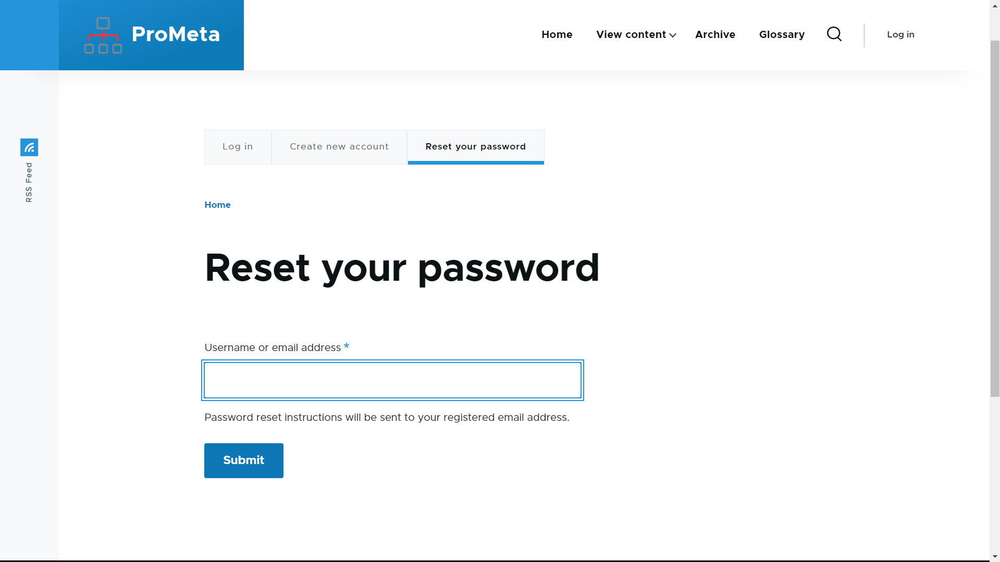 ProMeta
Home View content Archive Glossary Log in
RSS Feed
Log in Create new account Reset your password
Home
Reset your password
Username or email address *
Password reset instructions will be sent to your registered email address.
Submit